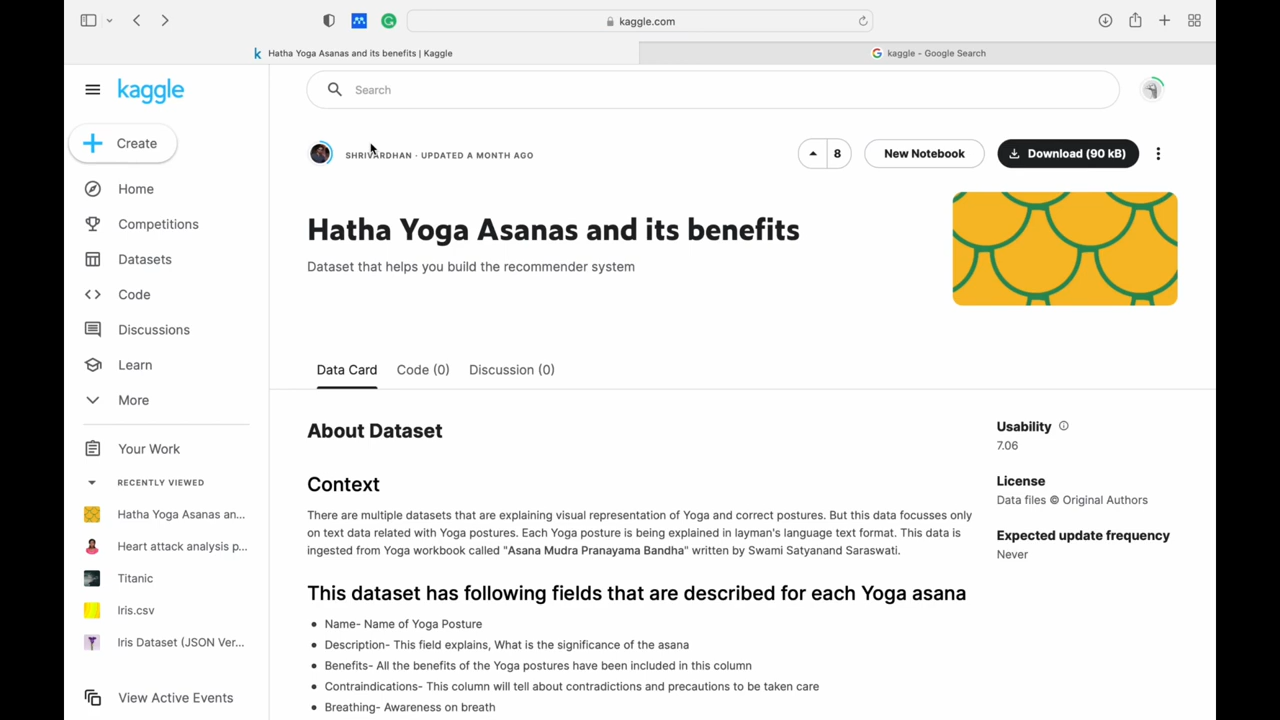 kaggle.com
Hatha Yoga Asanas and its benefits | Kaggle
kaggle - Google Search
kaggle
Search
Create
Home
Competitions
Datasets
Code
Discussions
Learn
More
Your Work
RECENTLY VIEWED
Hatha Yoga Asanas an...
Heart attack analysis p...
Titanic
Iris.csv
Iris Dataset (JSON Ver...
View Active Events
SHRIVARDHAN · UPDATED A MONTH AGO
8
New Notebook
Download (90 kB)
Hatha Yoga Asanas and its benefits
Dataset that helps you build the recommender system
Data Card
Code (0)
Discussion (0)
About Dataset
Context
There are multiple datasets that are explaining visual representation of Yoga and correct postures. But this data focusses only
on text data related with Yoga postures. Each Yoga posture is being explained in layman's language text format. This data is
ingested from Yoga workbook called "Asana Mudra Pranayama Bandha" written by Swami Satyanand Saraswati.
This dataset has following fields that are described for each Yoga asana
Name- Name of Yoga Posture
Description- This field explains, What is the significance of the asana
Benefits- All the benefits of the Yoga postures have been included in this column
Contraindications- This column will tell about contradictions and precautions to be taken care
Breathing- Awareness on breath
Usability
7.06
License
Data files © Original Authors
Expected update frequency
Never